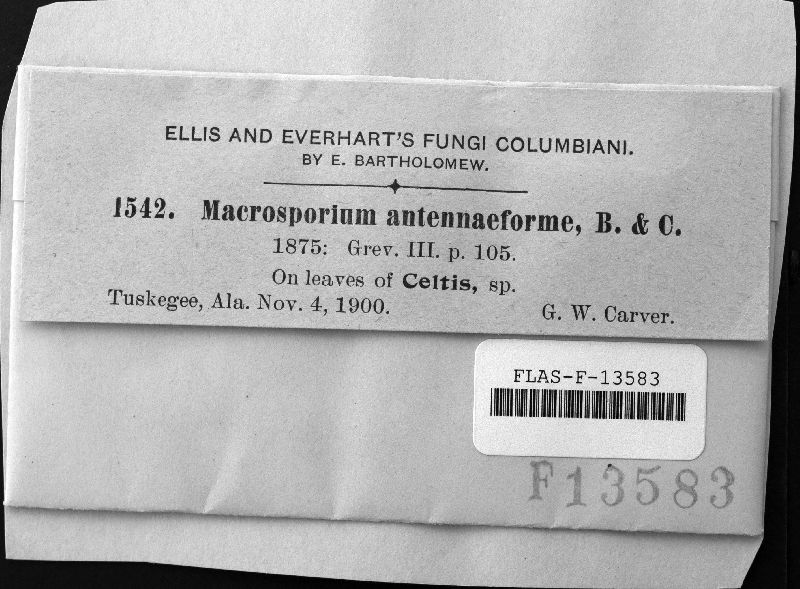 ELLIS AND EVERHART'S FUNGI COLUMBIANI.
BY E. BARTHOLOMEW.
1542. Macrosporium antennaeforme, B. & C.
1875: Grev. III. p. 105.
On leaves of Celtis, sp.
Tuskegee, Ala. Nov. 4, 1900. G. W. Carver.
FLAS-F-13583
F13583